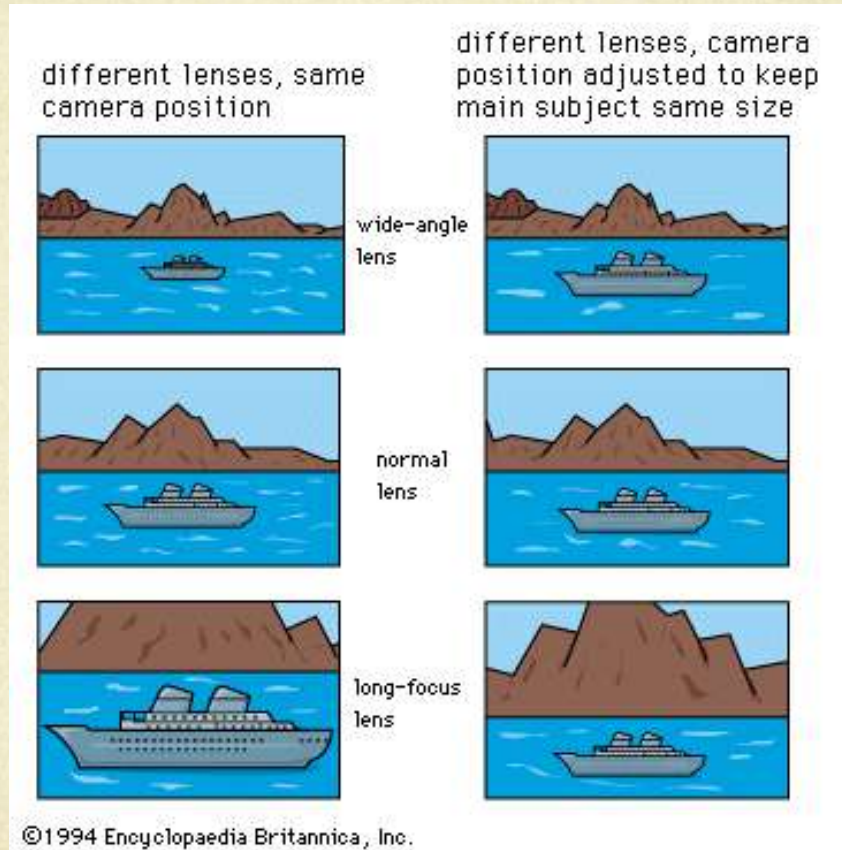 different lenses, same
camera position
different lenses, camera
position adjusted to keep
main subject same size
wide-angle
lens
normal
lens
long-focus
lens
©1994 Encyclopaedia Britannica, Inc.